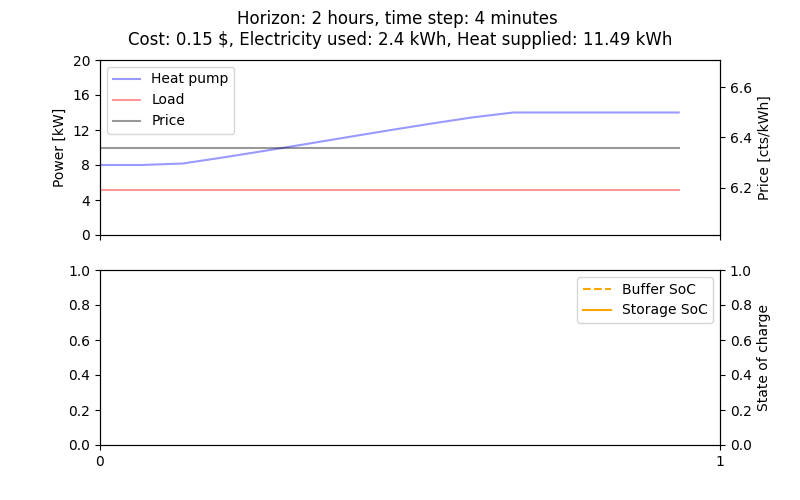 Horizon: 2 hours, time step: 4 minutes
Cost: 0.15 $, Electricity used: 2.4 kWh, Heat supplied: 11.49 kWh
20
16
12
8
4
0
Power [kW]
Heat pump
Load
Price
6.6
6.4
6.2
Price [cts/kWh]
1.0
0.8
0.6
0.4
0.2
0.0
Buffer SoC
Storage SoC
1.0
0.8
0.6
0.4
0.2
0.0
State of charge
0
1